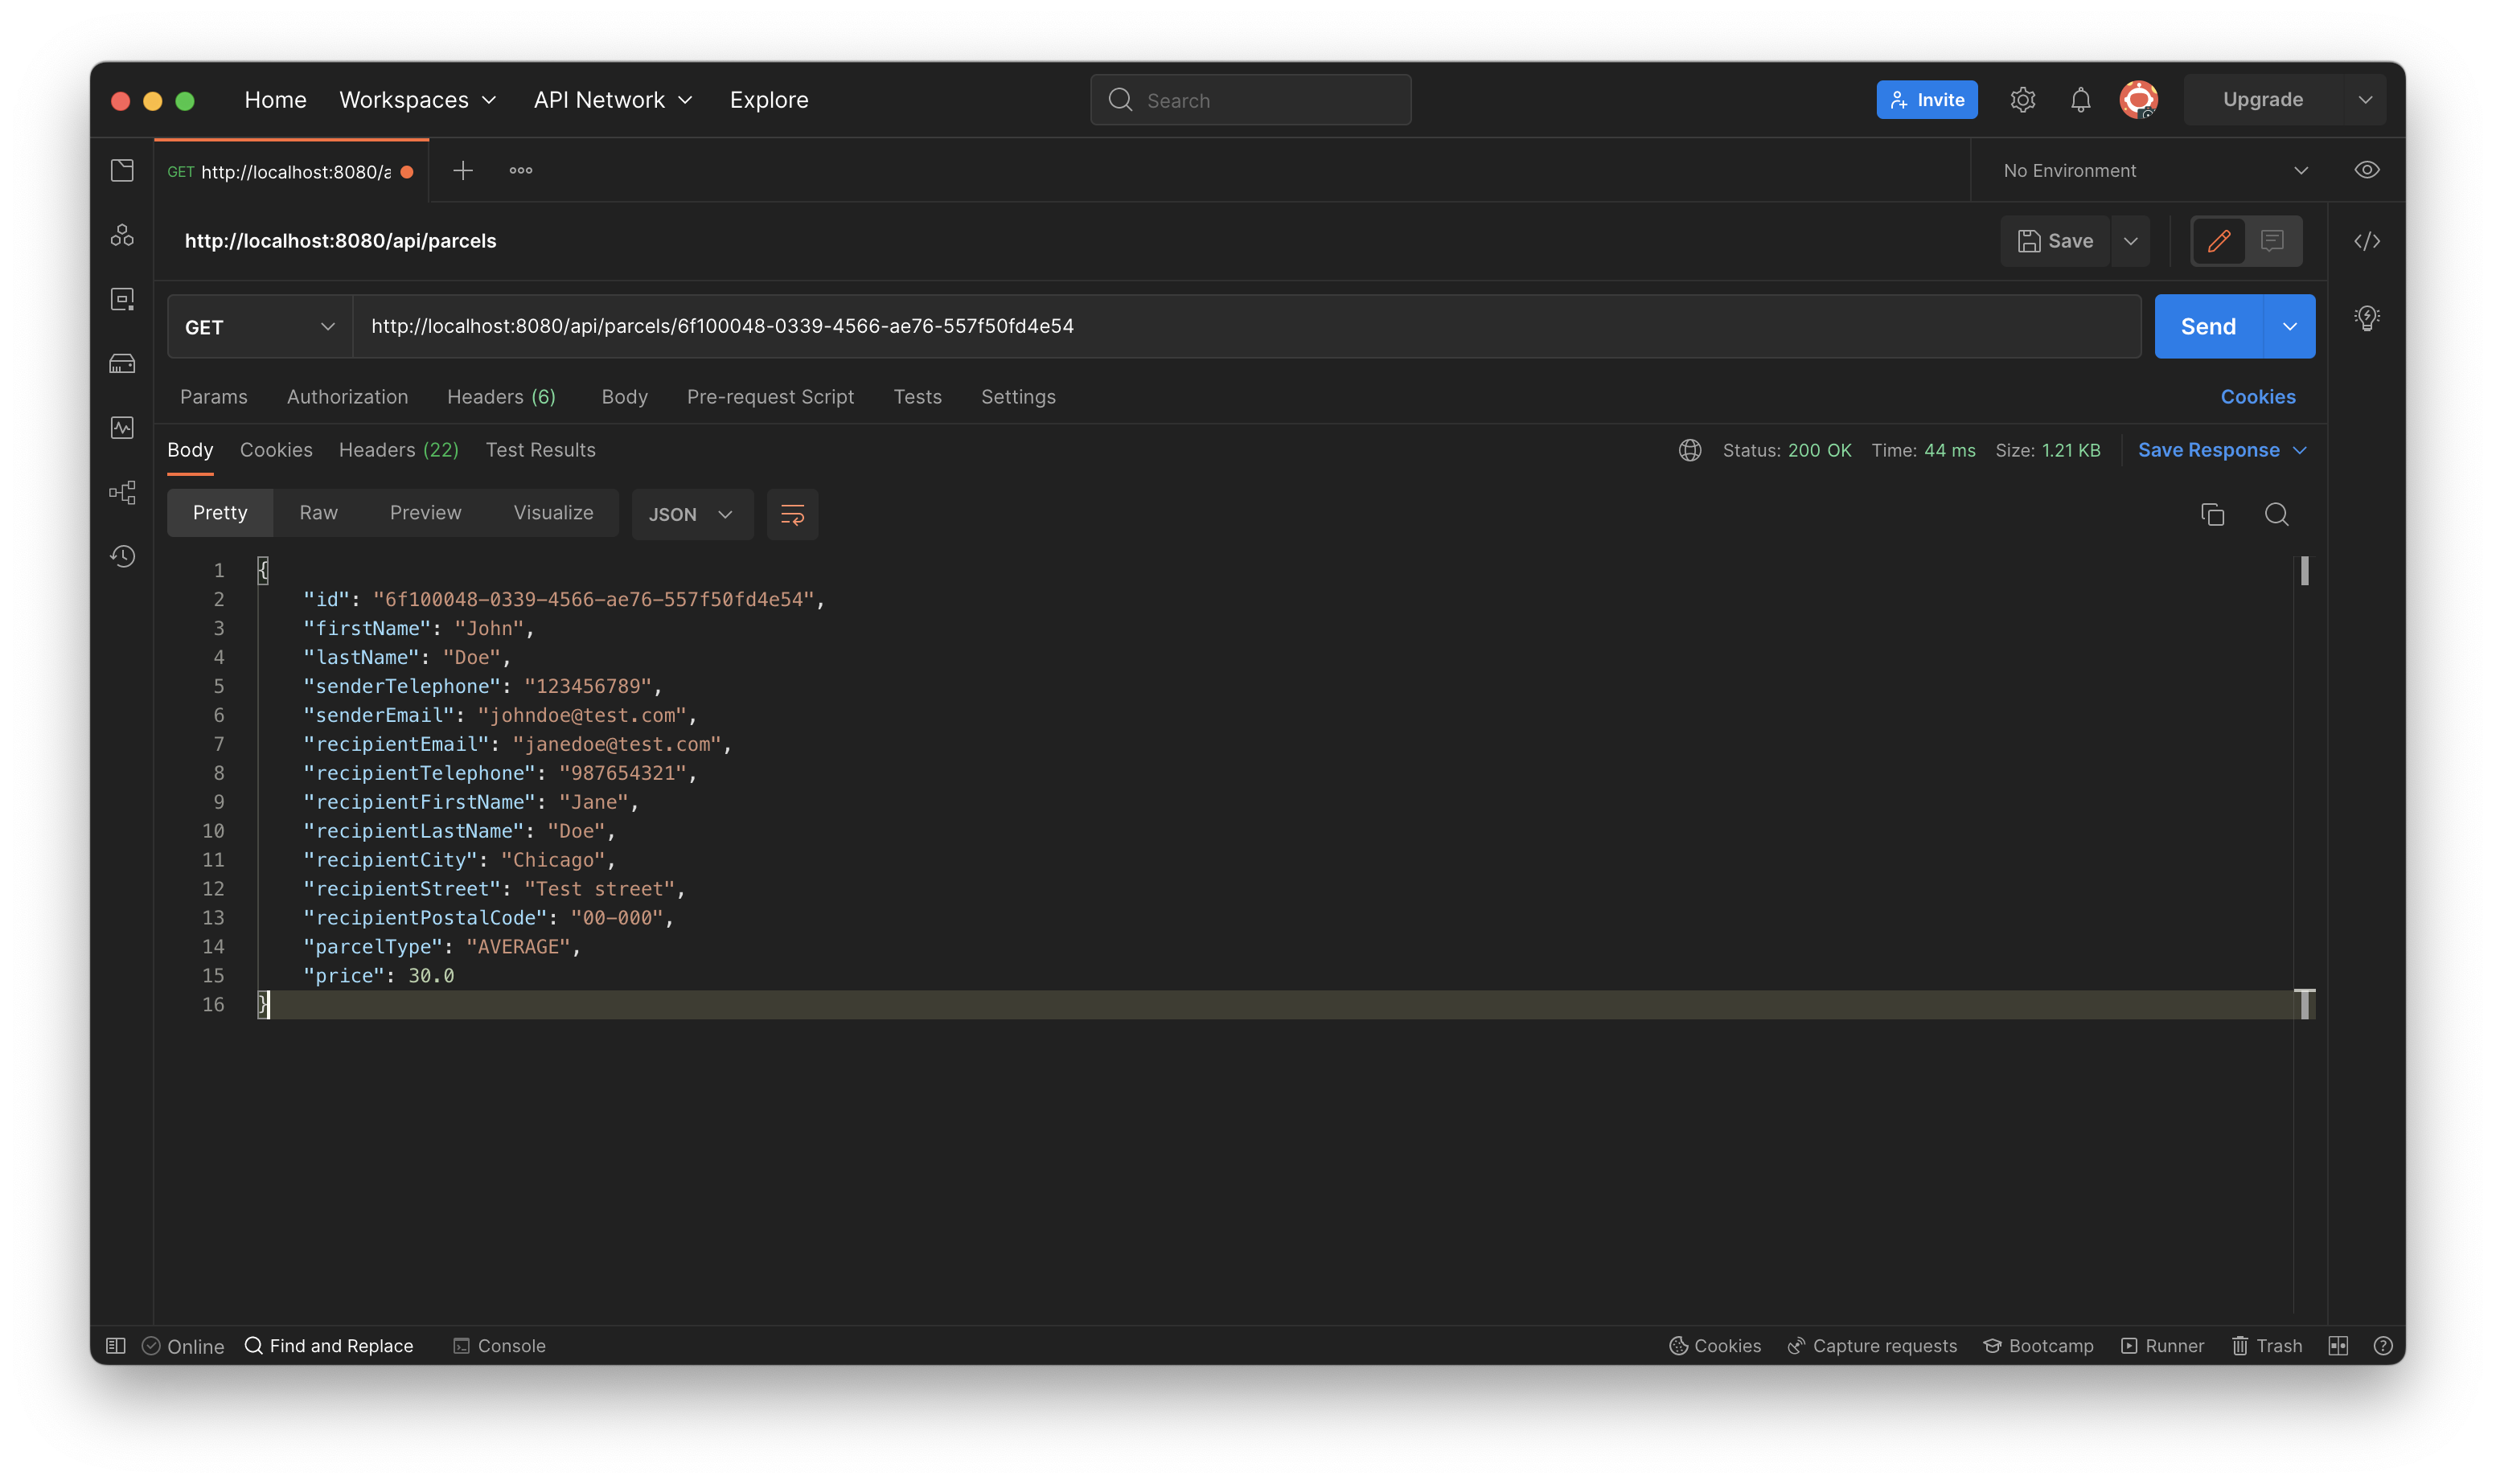 Home Workspaces API Network Explore Search Invite Upgrade
GET http://localhost:8080/a No Environment
http://localhost:8080/api/parcels Save
GET http://localhost:8080/api/parcels/6f100048-0339-4566-ae76-557f50fd4e54 Send
Params Authorization Headers (6) Body Pre-request Script Tests Settings Cookies
Body Cookies Headers (22) Test Results Status: 200 OK Time: 44 ms Size: 1.21 KB Save Response
Pretty Raw Preview Visualize JSON
1 {
2 "id": "6f100048-0339-4566-ae76-557f50fd4e54",
3 "firstName": "John",
4 "lastName": "Doe",
5 "senderTelephone": "123456789",
6 "senderEmail": "johndoe@test.com",
7 "recipientEmail": "janedoe@test.com",
8 "recipientTelephone": "987654321",
9 "recipientFirstName": "Jane",
10 "recipientLastName": "Doe",
11 "recipientCity": "Chicago",
12 "recipientStreet": "Test street",
13 "recipientPostalCode": "00-000",
14 "parcelType": "AVERAGE",
15 "price": 30.0
16 }
Online Find and Replace Console Cookies Capture requests Bootcamp Runner Trash